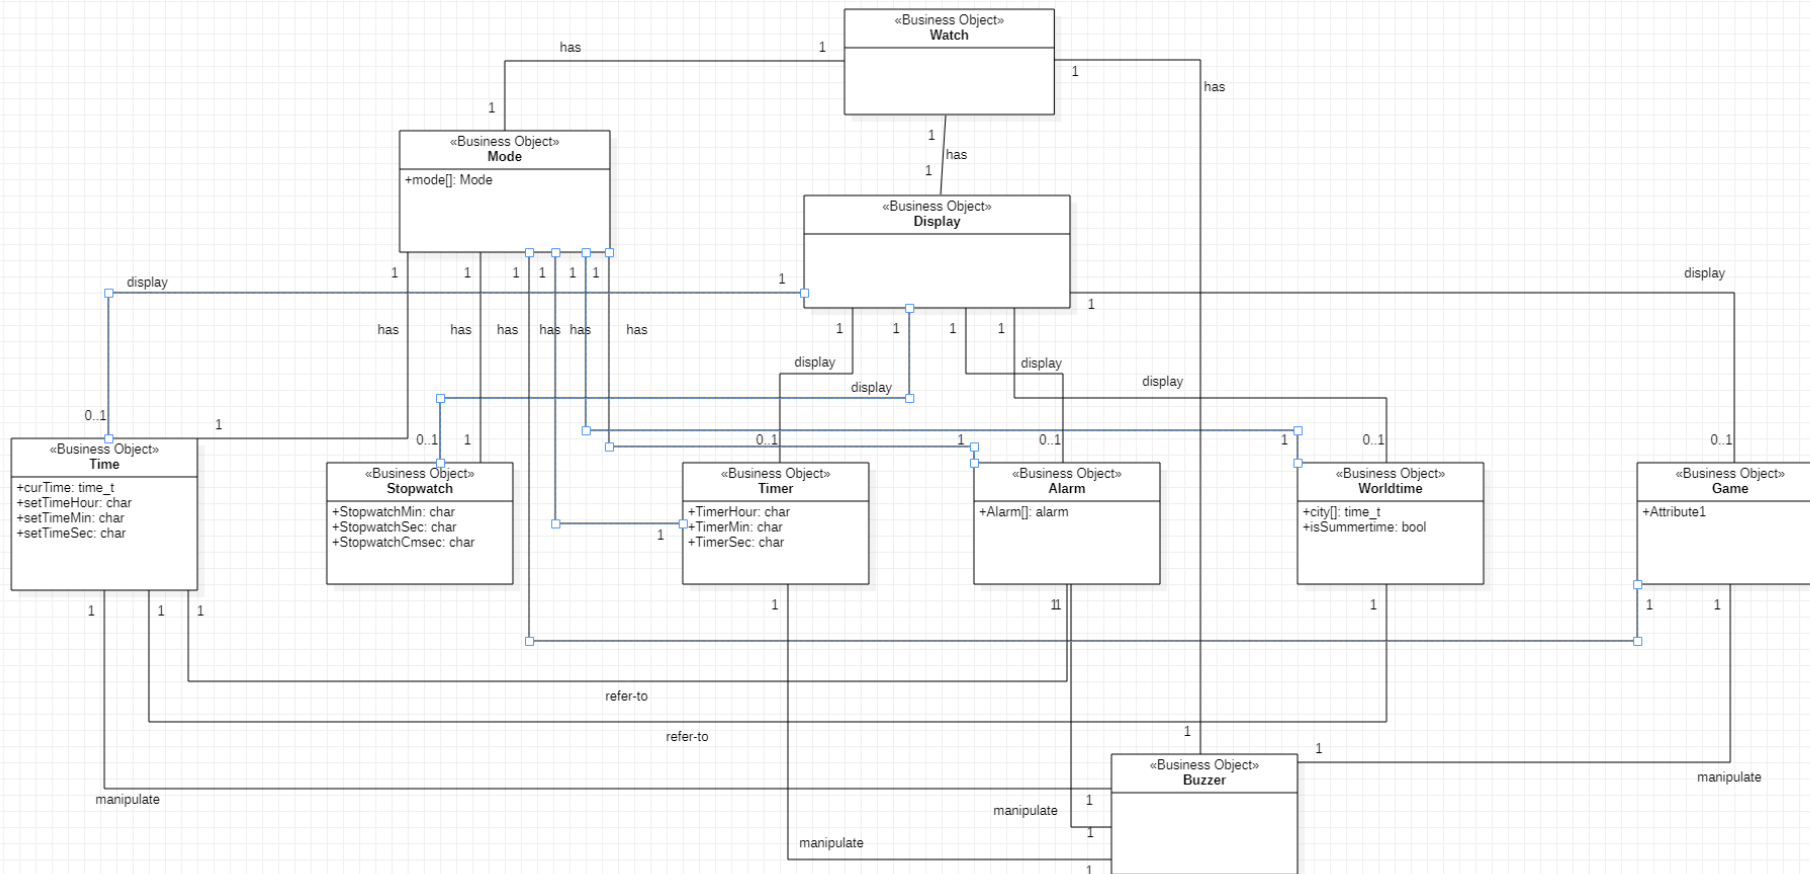 «Business Object»
Watch
has
1
1
has
1
1
has
1
«Business Object»
Mode
+mode[]: Mode
«Business Object»
Display
1
1
1
1
1
1
display
1
display
1
1
1
1
1
has
has
has
has
has
has
display
display
display
display
0..1
1
0..1
1
0..1
1
0..1
1
0..1
0..1
«Business Object»
Time
+curTime: time_t
+setTimeHour: char
+setTimeMin: char
+setTimeSec: char
«Business Object»
Stopwatch
+StopwatchMin: char
+StopwatchSec: char
+StopwatchCmsec: char
«Business Object»
Timer
+TimerHour: char
+TimerMin: char
+TimerSec: char
1
«Business Object»
Alarm
+Alarm[]: alarm
«Business Object»
Worldtime
+city[]: time_t
+isSummertime: bool
«Business Object»
Game
+Attribute1
1
1
1
1
1
1
1
1
1
refer-to
refer-to
1
1
«Business Object»
Buzzer
manipulate
manipulate
1
manipulate
1
manipulate
1